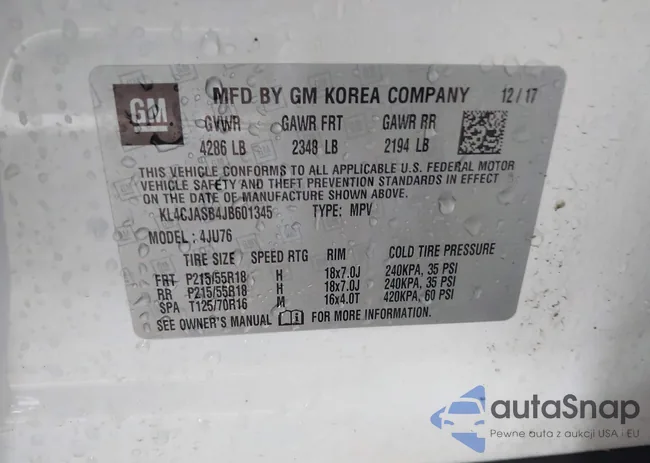 GM
MFD BY GM KOREA COMPANY 12/17
GVWR GAWR FRT GAWR RR
4286 LB 2348 LB 2194 LB
THIS VEHICLE CONFORMS TO ALL APPLICABLE U.S. FEDERAL MOTOR
VEHICLE SAFETY AND THEFT PREVENTION STANDARDS IN EFFECT
ON THE DATE OF MANUFACTURE SHOWN ABOVE.
KL4CJASB4JB601345 TYPE: MPV
MODEL: 4JU76
TIRE SIZE SPEED RTG RIM COLD TIRE PRESSURE
FRT P215/55R18 H 18x7.0J 240KPA, 35 PSI
RR P215/55R18 H 18x7.0J 240KPA, 35 PSI
SPA T125/70R16 M 16x4.0T 420KPA, 60 PSI
SEE OWNER'S MANUAL FOR MORE INFORMATION.
autoSnap
Pewne auta z aukcji USA i EU